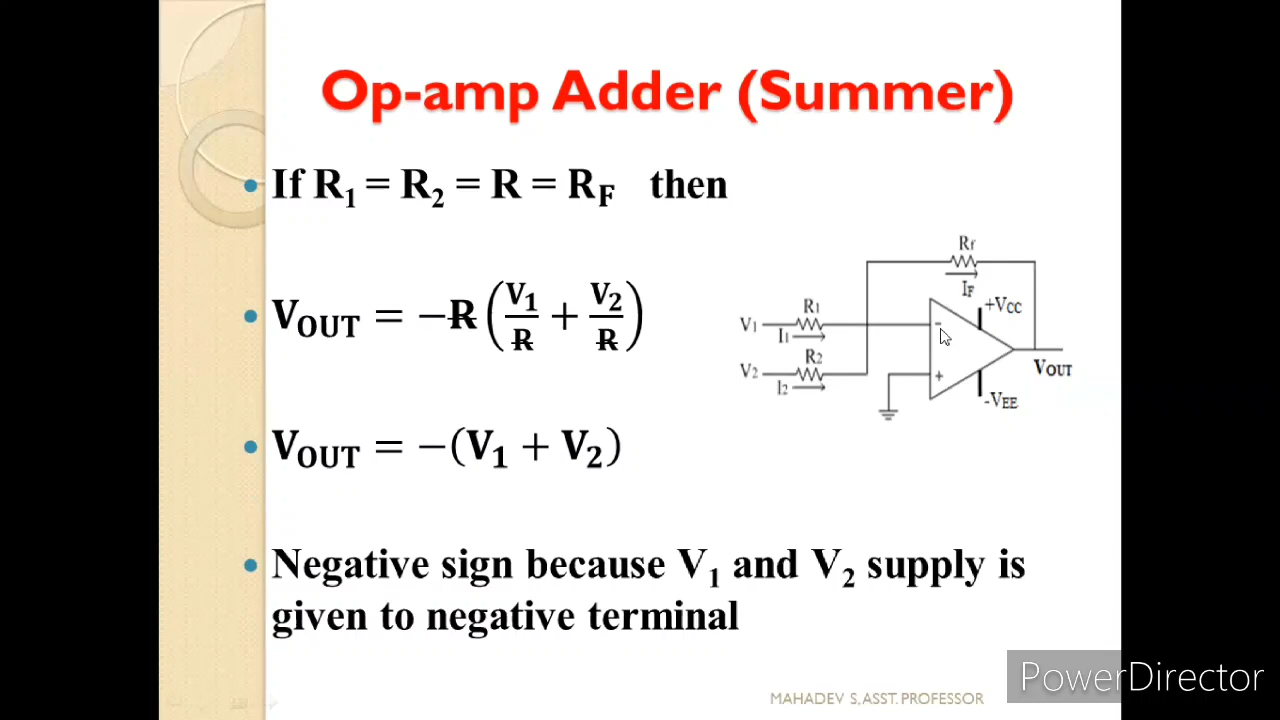 Op-amp Adder (Summer)
• If R₁ = R₂ = R = R_F then
• V_OUT = −R (V₁/R + V₂/R)
• V_OUT = −(V₁ + V₂)
• Negative sign because V₁ and V₂ supply is
given to negative terminal
Rf
I_F
+VCC
R1
V1
I1
-
R2
V2
I2
+
VOUT
-VEE
MAHADEV S, ASST. PROFESSOR
PowerDirector